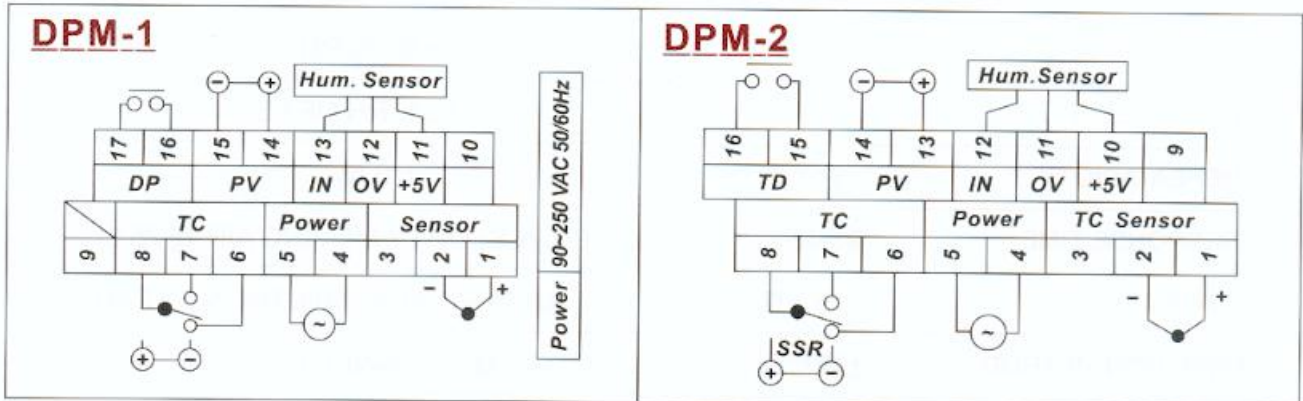 DPM-1
Hum. Sensor
17 16 15 14 13 12 11 10
DP PV IN OV +5V
TC Power Sensor
9 8 7 6 5 4 3 2 1
− +
~
+ −
Power 90~250 VAC 50/60Hz
DPM-2
− +
Hum. Sensor
16 15 14 13 12 11 10 9
TD PV IN OV +5V
TC Power TC Sensor
8 7 6 5 4 3 2 1
− +
~
SSR
+ −